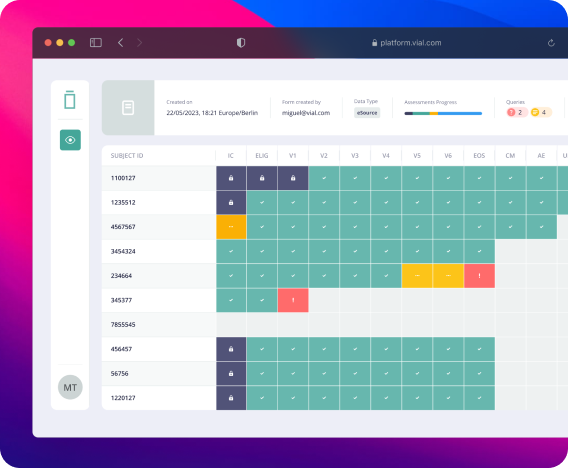 platform.vial.com
Created on
22/05/2023, 18:21 Europe/Berlin
Form created by
miguel@vial.com
Data Type
eSource
Assessments Progress
Queries
2
4
SUBJECT ID IC ELIG V1 V2 V3 V4 V5 V6 EOS CM AE U
1100127
1235512
4567567
3454324
234664
345377
7855545
456457
56756
1220127
MT